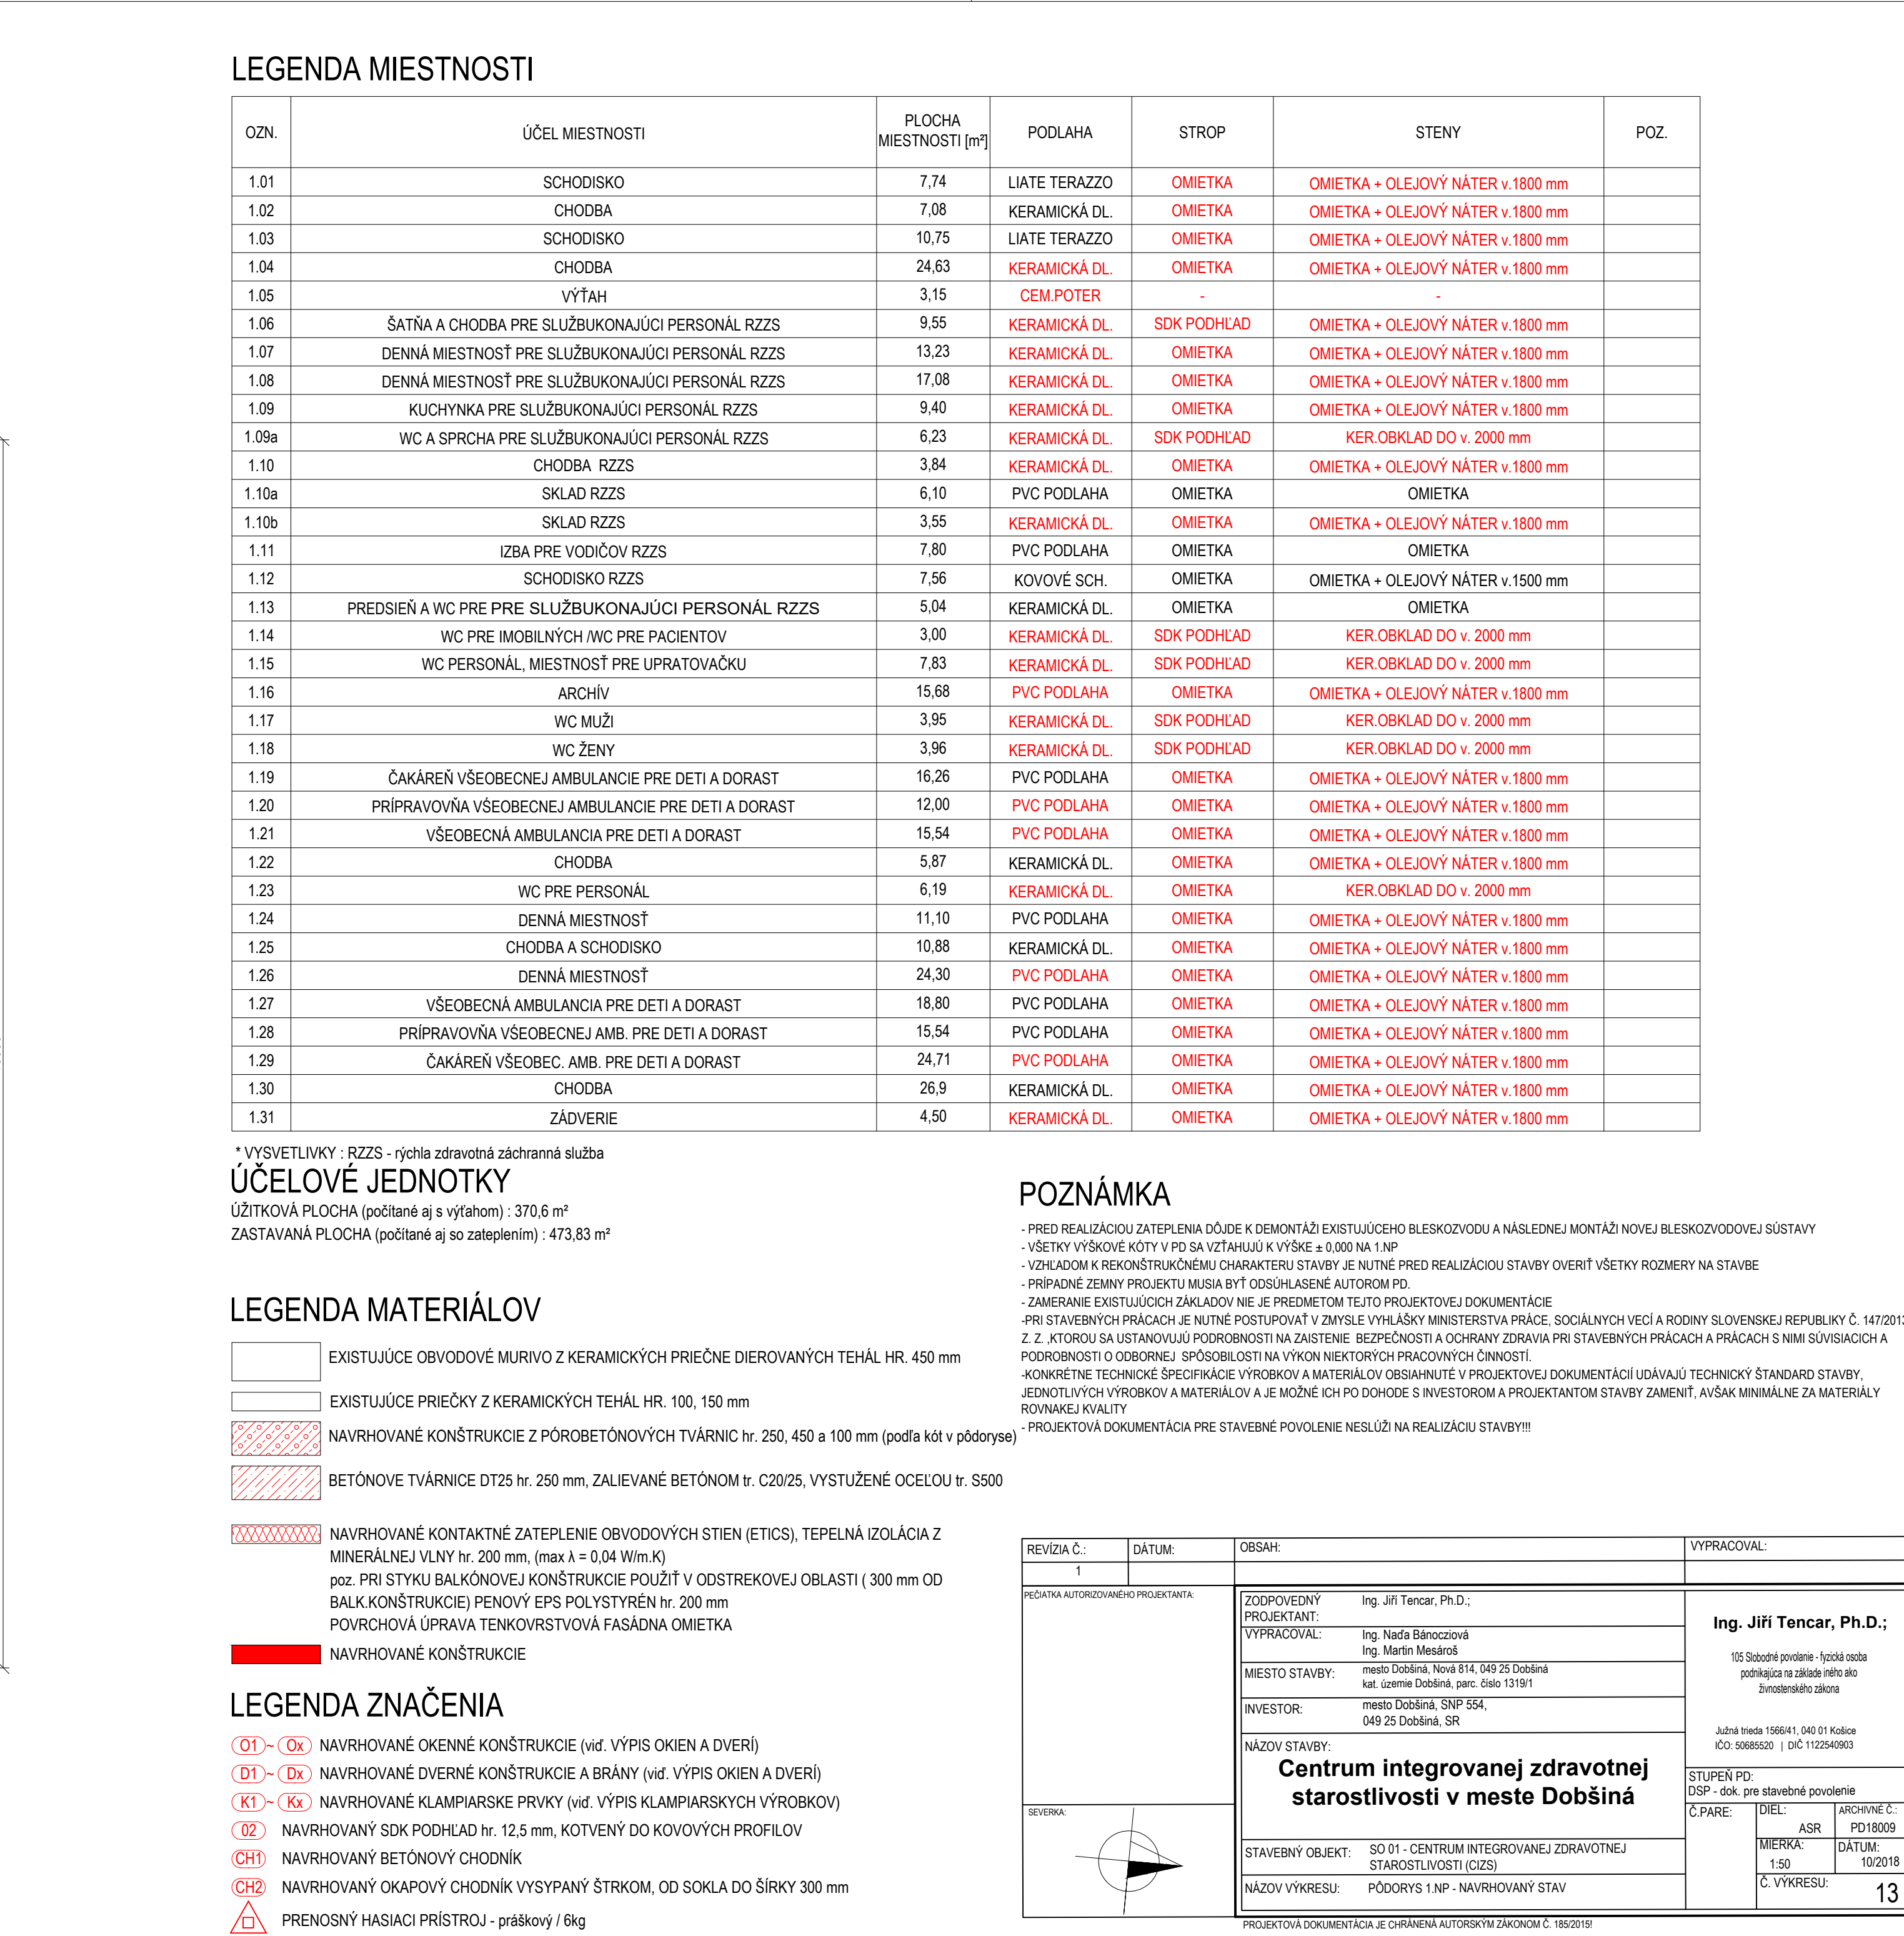 LEGENDA MIESTNOSTI
OZN. ÚČEL MIESTNOSTI PLOCHA MIESTNOSTI [m²] PODLAHA STROP STENY POZ.
1.01 SCHODISKO 7,74 LIATE TERAZZO OMIETKA OMIETKA + OLEJOVÝ NÁTER v.1800 mm
1.02 CHODBA 7,08 KERAMICKÁ DL. OMIETKA OMIETKA + OLEJOVÝ NÁTER v.1800 mm
1.03 SCHODISKO 10,75 LIATE TERAZZO OMIETKA OMIETKA + OLEJOVÝ NÁTER v.1800 mm
1.04 CHODBA 24,63 KERAMICKÁ DL. OMIETKA OMIETKA + OLEJOVÝ NÁTER v.1800 mm
1.05 VÝŤAH 3,15 CEM.POTER - -
1.06 ŠATŇA A CHODBA PRE SLUŽBUKONAJÚCI PERSONÁL RZZS 9,55 KERAMICKÁ DL. SDK PODHĽAD OMIETKA + OLEJOVÝ NÁTER v.1800 mm
1.07 DENNÁ MIESTNOSŤ PRE SLUŽBUKONAJÚCI PERSONÁL RZZS 13,23 KERAMICKÁ DL. OMIETKA OMIETKA + OLEJOVÝ NÁTER v.1800 mm
1.08 DENNÁ MIESTNOSŤ PRE SLUŽBUKONAJÚCI PERSONÁL RZZS 17,08 KERAMICKÁ DL. OMIETKA OMIETKA + OLEJOVÝ NÁTER v.1800 mm
1.09 KUCHYNKA PRE SLUŽBUKONAJÚCI PERSONÁL RZZS 9,40 KERAMICKÁ DL. OMIETKA OMIETKA + OLEJOVÝ NÁTER v.1800 mm
1.09a WC A SPRCHA PRE SLUŽBUKONAJÚCI PERSONÁL RZZS 6,23 KERAMICKÁ DL. SDK PODHĽAD KER.OBKLAD DO v. 2000 mm
1.10 CHODBA RZZS 3,84 KERAMICKÁ DL. OMIETKA OMIETKA + OLEJOVÝ NÁTER v.1800 mm
1.10a SKLAD RZZS 6,10 PVC PODLAHA OMIETKA OMIETKA
1.10b SKLAD RZZS 3,55 KERAMICKÁ DL. OMIETKA OMIETKA + OLEJOVÝ NÁTER v.1800 mm
1.11 IZBA PRE VODIČOV RZZS 7,80 PVC PODLAHA OMIETKA OMIETKA
1.12 SCHODISKO RZZS 7,56 KOVOVÉ SCH. OMIETKA OMIETKA + OLEJOVÝ NÁTER v.1500 mm
1.13 PREDSIEŇ A WC PRE PRE SLUŽBUKONAJÚCI PERSONÁL RZZS 5,04 KERAMICKÁ DL. OMIETKA OMIETKA
1.14 WC PRE IMOBILNÝCH /WC PRE PACIENTOV 3,00 KERAMICKÁ DL. SDK PODHĽAD KER.OBKLAD DO v. 2000 mm
1.15 WC PERSONÁL, MIESTNOSŤ PRE UPRATOVAČKU 7,83 KERAMICKÁ DL. SDK PODHĽAD KER.OBKLAD DO v. 2000 mm
1.16 ARCHÍV 15,68 PVC PODLAHA OMIETKA OMIETKA + OLEJOVÝ NÁTER v.1800 mm
1.17 WC MUŽI 3,95 KERAMICKÁ DL. SDK PODHĽAD KER.OBKLAD DO v. 2000 mm
1.18 WC ŽENY 3,96 KERAMICKÁ DL. SDK PODHĽAD KER.OBKLAD DO v. 2000 mm
1.19 ČAKÁREŇ VŠEOBECNEJ AMBULANCIE PRE DETI A DORAST 16,26 PVC PODLAHA OMIETKA OMIETKA + OLEJOVÝ NÁTER v.1800 mm
1.20 PRÍPRAVOVŇA VŚEOBECNEJ AMBULANCIE PRE DETI A DORAST 12,00 PVC PODLAHA OMIETKA OMIETKA + OLEJOVÝ NÁTER v.1800 mm
1.21 VŠEOBECNÁ AMBULANCIA PRE DETI A DORAST 15,54 PVC PODLAHA OMIETKA OMIETKA + OLEJOVÝ NÁTER v.1800 mm
1.22 CHODBA 5,87 KERAMICKÁ DL. OMIETKA OMIETKA + OLEJOVÝ NÁTER v.1800 mm
1.23 WC PRE PERSONÁL 6,19 KERAMICKÁ DL. OMIETKA KER.OBKLAD DO v. 2000 mm
1.24 DENNÁ MIESTNOSŤ 11,10 PVC PODLAHA OMIETKA OMIETKA + OLEJOVÝ NÁTER v.1800 mm
1.25 CHODBA A SCHODISKO 10,88 KERAMICKÁ DL. OMIETKA OMIETKA + OLEJOVÝ NÁTER v.1800 mm
1.26 DENNÁ MIESTNOSŤ 24,30 PVC PODLAHA OMIETKA OMIETKA + OLEJOVÝ NÁTER v.1800 mm
1.27 VŠEOBECNÁ AMBULANCIA PRE DETI A DORAST 18,80 PVC PODLAHA OMIETKA OMIETKA + OLEJOVÝ NÁTER v.1800 mm
1.28 PRÍPRAVOVŇA VŚEOBECNEJ AMB. PRE DETI A DORAST 15,54 PVC PODLAHA OMIETKA OMIETKA + OLEJOVÝ NÁTER v.1800 mm
1.29 ČAKÁREŇ VŠEOBEC. AMB. PRE DETI A DORAST 24,71 PVC PODLAHA OMIETKA OMIETKA + OLEJOVÝ NÁTER v.1800 mm
1.30 CHODBA 26,9 KERAMICKÁ DL. OMIETKA OMIETKA + OLEJOVÝ NÁTER v.1800 mm
1.31 ZÁDVERIE 4,50 KERAMICKÁ DL. OMIETKA OMIETKA + OLEJOVÝ NÁTER v.1800 mm
* VYSVETLIVKY : RZZS - rýchla zdravotná záchranná služba
ÚČELOVÉ JEDNOTKY
ÚŽITKOVÁ PLOCHA (počítané aj s výťahom) : 370,6 m²
ZASTAVANÁ PLOCHA (počítané aj so zateplením) : 473,83 m²
LEGENDA MATERIÁLOV
EXISTUJÚCE OBVODOVÉ MURIVO Z KERAMICKÝCH PRIEČNE DIEROVANÝCH TEHÁL HR. 450 mm
EXISTUJÚCE PRIEČKY Z KERAMICKÝCH TEHÁL HR. 100, 150 mm
NAVRHOVANÉ KONŠTRUKCIE Z PÓROBETÓNOVÝCH TVÁRNIC hr. 250, 450 a 100 mm (podľa kót v pôdoryse)
BETÓNOVE TVÁRNICE DT25 hr. 250 mm, ZALIEVANÉ BETÓNOM tr. C20/25, VYSTUŽENÉ OCEĽOU tr. S500
NAVRHOVANÉ KONTAKTNÉ ZATEPLENIE OBVODOVÝCH STIEN (ETICS), TEPELNÁ IZOLÁCIA Z
MINERÁLNEJ VLNY hr. 200 mm, (max λ = 0,04 W/m.K)
poz. PRI STYKU BALKÓNOVEJ KONŠTRUKCIE POUŽIŤ V ODSTREKOVEJ OBLASTI ( 300 mm OD
BALK.KONŠTRUKCIE) PENOVÝ EPS POLYSTYRÉN hr. 200 mm
POVRCHOVÁ ÚPRAVA TENKOVRSTVOVÁ FASÁDNA OMIETKA
NAVRHOVANÉ KONŠTRUKCIE
LEGENDA ZNAČENIA
O1 ~ Ox NAVRHOVANÉ OKENNÉ KONŠTRUKCIE (viď. VÝPIS OKIEN A DVERÍ)
D1 ~ Dx NAVRHOVANÉ DVERNÉ KONŠTRUKCIE A BRÁNY (viď. VÝPIS OKIEN A DVERÍ)
K1 ~ Kx NAVRHOVANÉ KLAMPIARSKE PRVKY (viď. VÝPIS KLAMPIARSKYCH VÝROBKOV)
02 NAVRHOVANÝ SDK PODHĽAD hr. 12,5 mm, KOTVENÝ DO KOVOVÝCH PROFILOV
CH1 NAVRHOVANÝ BETÓNOVÝ CHODNÍK
CH2 NAVRHOVANÝ OKAPOVÝ CHODNÍK VYSYPANÝ ŠTRKOM, OD SOKLA DO ŠÍRKY 300 mm
PRENOSNÝ HASIACI PRÍSTROJ - práškový / 6kg
POZNÁMKA
- PRED REALIZÁCIOU ZATEPLENIA DÔJDE K DEMONTÁŽI EXISTUJÚCEHO BLESKOZVODU A NÁSLEDNEJ MONTÁŽI NOVEJ BLESKOZVODOVEJ SÚSTAVY
- VŠETKY VÝŠKOVÉ KÓTY V PD SA VZŤAHUJÚ K VÝŠKE ± 0,000 NA 1.NP
- VZHĽADOM K REKONŠTRUKČNÉMU CHARAKTERU STAVBY JE NUTNÉ PRED REALIZÁCIOU STAVBY OVERIŤ VŠETKY ROZMERY NA STAVBE
- PRÍPADNÉ ZEMNY PROJEKTU MUSIA BYŤ ODSÚHLASENÉ AUTOROM PD.
- ZAMERANIE EXISTUJÚCICH ZÁKLADOV NIE JE PREDMETOM TEJTO PROJEKTOVEJ DOKUMENTÁCIE
-PRI STAVEBNÝCH PRÁCACH JE NUTNÉ POSTUPOVAŤ V ZMYSLE VYHLÁŠKY MINISTERSTVA PRÁCE, SOCIÁLNYCH VECÍ A RODINY SLOVENSKEJ REPUBLIKY Č. 147/2013
Z. Z. ,KTOROU SA USTANOVUJÚ PODROBNOSTI NA ZAISTENIE BEZPEČNOSTI A OCHRANY ZDRAVIA PRI STAVEBNÝCH PRÁCACH A PRÁCACH S NIMI SÚVISIACICH A
PODROBNOSTI O ODBORNEJ SPÔSOBILOSTI NA VÝKON NIEKTORÝCH PRACOVNÝCH ČINNOSTÍ.
-KONKRÉTNE TECHNICKÉ ŠPECIFIKÁCIE VÝROBKOV A MATERIÁLOV OBSIAHNUTÉ V PROJEKTOVEJ DOKUMENTÁCIÍ UDÁVAJÚ TECHNICKÝ ŠTANDARD STAVBY,
JEDNOTLIVÝCH VÝROBKOV A MATERIÁLOV A JE MOŽNÉ ICH PO DOHODE S INVESTOROM A PROJEKTANTOM STAVBY ZAMENIŤ, AVŠAK MINIMÁLNE ZA MATERIÁLY
ROVNAKEJ KVALITY
- PROJEKTOVÁ DOKUMENTÁCIA PRE STAVEBNÉ POVOLENIE NESLÚŽI NA REALIZÁCIU STAVBY!!!
REVÍZIA Č.: DÁTUM: OBSAH: VYPRACOVAL:
1
PEČIATKA AUTORIZOVANÉHO PROJEKTANTA:
SEVERKA:
ZODPOVEDNÝ PROJEKTANT: Ing. Jiří Tencar, Ph.D.;
VYPRACOVAL: Ing. Naďa Bánocziová
Ing. Martin Mesároš
MIESTO STAVBY: mesto Dobšiná, Nová 814, 049 25 Dobšiná
kat. územie Dobšiná, parc. číslo 1319/1
INVESTOR: mesto Dobšiná, SNP 554,
049 25 Dobšiná, SR
NÁZOV STAVBY:
Centrum integrovanej zdravotnej
starostlivosti v meste Dobšiná
STAVEBNÝ OBJEKT: SO 01 - CENTRUM INTEGROVANEJ ZDRAVOTNEJ
STAROSTLIVOSTI (CIZS)
NÁZOV VÝKRESU: PÔDORYS 1.NP - NAVRHOVANÝ STAV
Ing. Jiří Tencar, Ph.D.;
105 Slobodné povolanie - fyzická osoba
podnikajúca na základe iného ako
živnostenského zákona
Južná trieda 1566/41, 040 01 Košice
IČO: 50685520 | DIČ 1122540903
STUPEŇ PD:
DSP - dok. pre stavebné povolenie
Č.PARE: DIEL: ARCHIVNÉ Č.:
ASR PD18009
MIERKA: DÁTUM:
1:50 10/2018
Č. VÝKRESU: 13
PROJEKTOVÁ DOKUMENTÁCIA JE CHRÁNENÁ AUTORSKÝM ZÁKONOM Č. 185/2015!